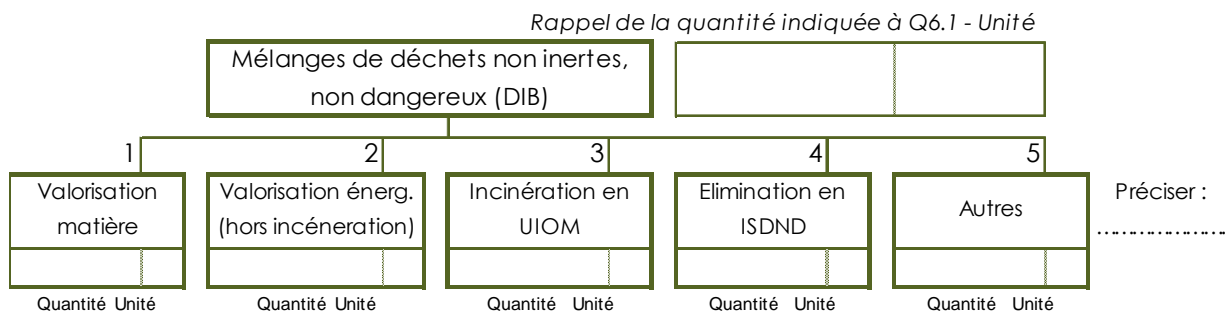 Rappel de la quantité indiquée à Q6.1 - Unité
Mélanges de déchets non inertes,
non dangereux (DIB)
1 2 3 4 5
Valorisation
matière
Valorisation énerg.
(hors incéneration)
Incinération en
UIOM
Elimination en
ISDND
Autres
Préciser :
.....................
Quantité Unité
Quantité Unité
Quantité Unité
Quantité Unité
Quantité Unité